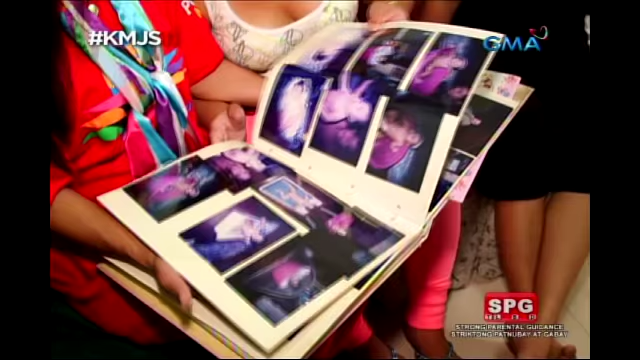 #KMJS
GMA
SPG
STRONG PARENTAL GUIDANCE
STRIKTONG PATNUBAY AT GABAY